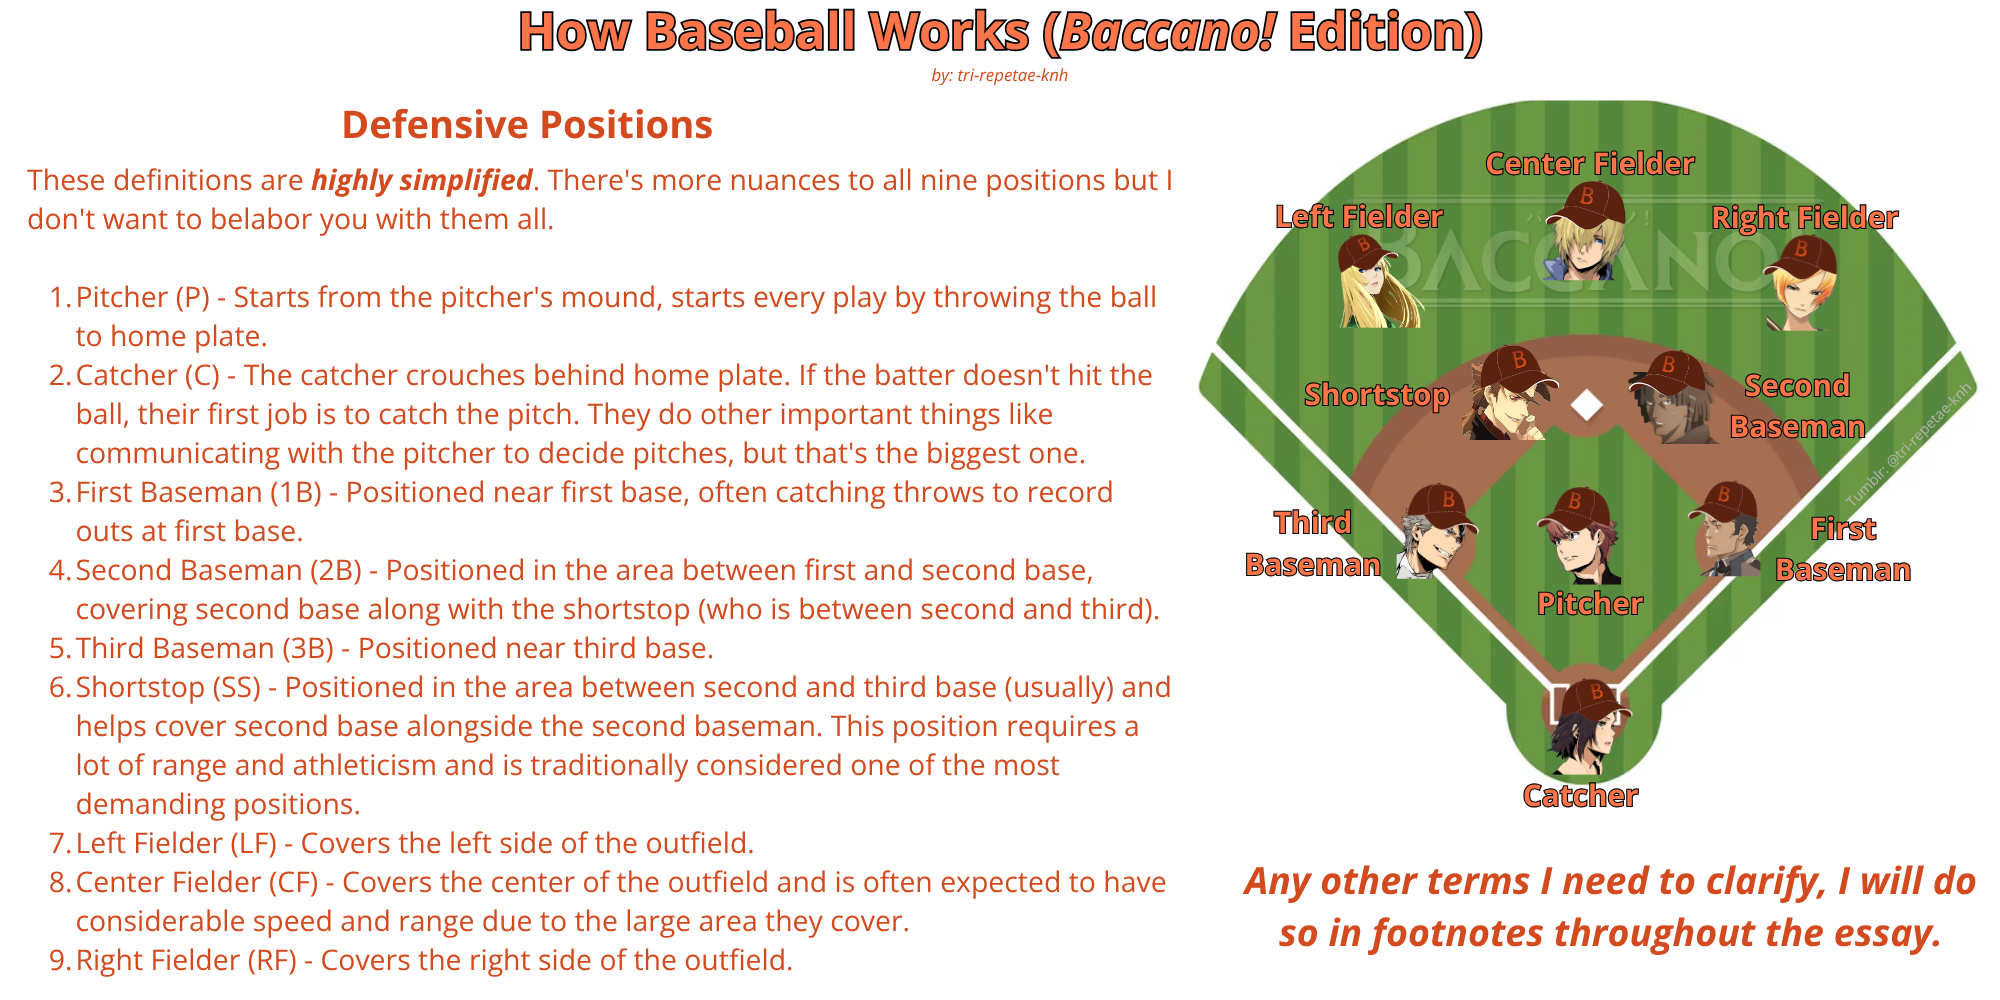 How Baseball Works (Baccano! Edition)
by: tri-repetae-knh
Defensive Positions
These definitions are highly simplified. There's more nuances to all nine positions but I
don't want to belabor you with them all.
1. Pitcher (P) - Starts from the pitcher's mound, starts every play by throwing the ball
to home plate.
2. Catcher (C) - The catcher crouches behind home plate. If the batter doesn't hit the
ball, their first job is to catch the pitch. They do other important things like
communicating with the pitcher to decide pitches, but that's the biggest one.
3. First Baseman (1B) - Positioned near first base, often catching throws to record
outs at first base.
4. Second Baseman (2B) - Positioned in the area between first and second base,
covering second base along with the shortstop (who is between second and third).
5. Third Baseman (3B) - Positioned near third base.
6. Shortstop (SS) - Positioned in the area between second and third base (usually) and
helps cover second base alongside the second baseman. This position requires a
lot of range and athleticism and is traditionally considered one of the most
demanding positions.
7. Left Fielder (LF) - Covers the left side of the outfield.
8. Center Fielder (CF) - Covers the center of the outfield and is often expected to have
considerable speed and range due to the large area they cover.
9. Right Fielder (RF) - Covers the right side of the outfield.
Center Fielder
B
Left Fielder
Right Fielder
B
B
BACCANO
Shortstop
B
B
Second
Baseman
Tumblr: @tri-repetae-knh
Third
Baseman
B
B
Pitcher
B
First
Baseman
B
Catcher
Any other terms I need to clarify, I will do
so in footnotes throughout the essay.